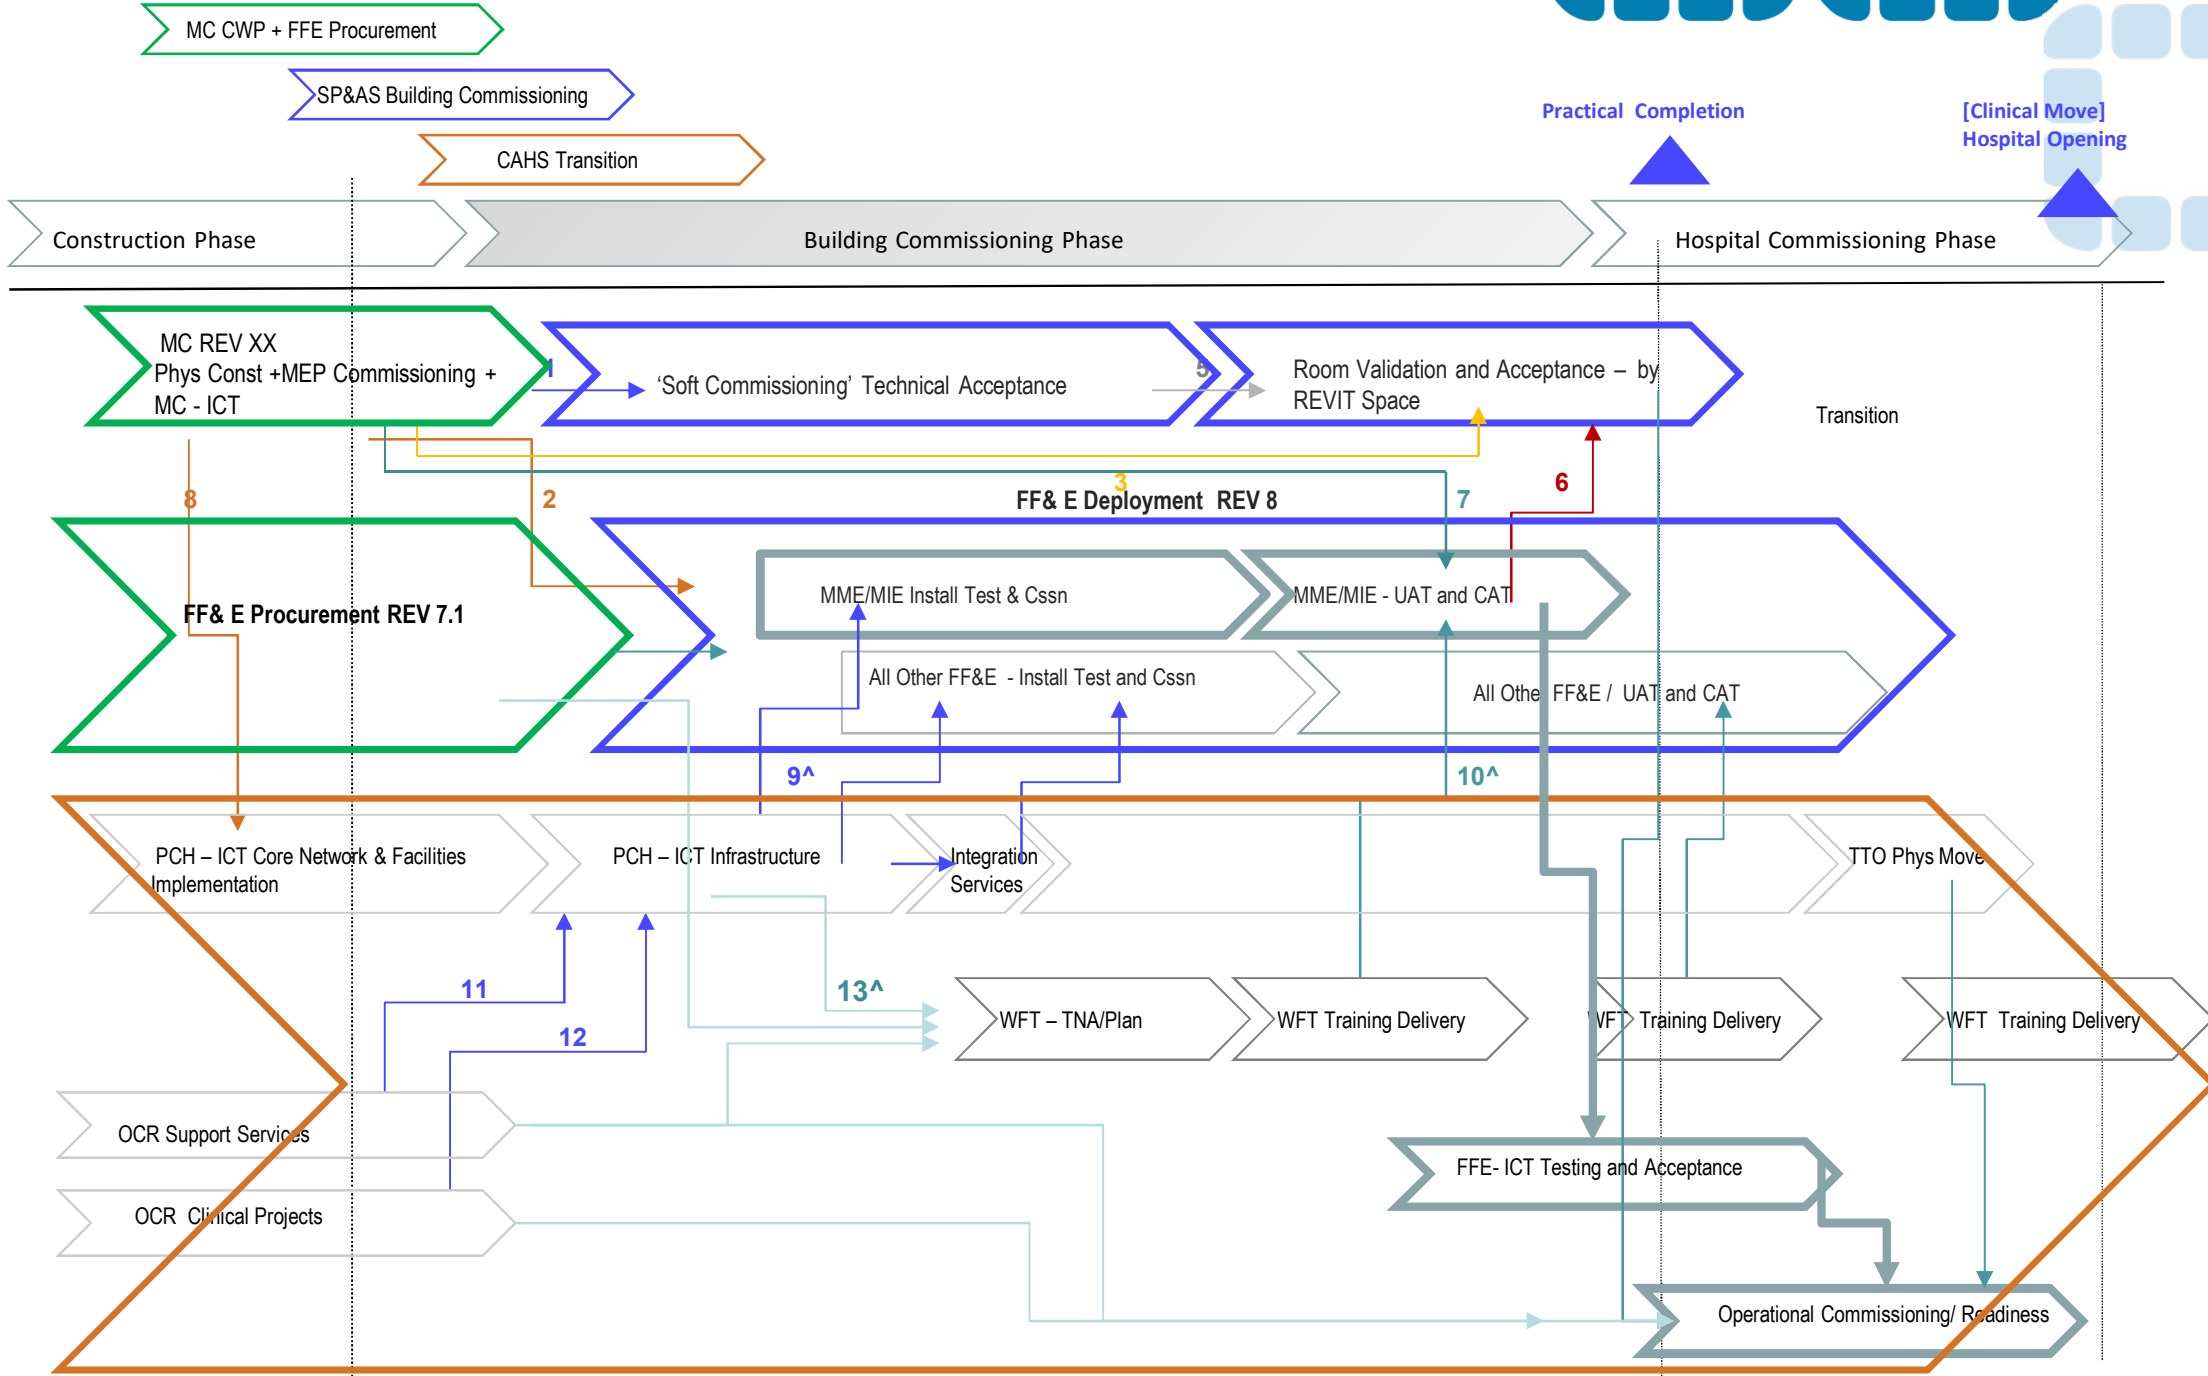 MC CWP + FFE Procurement
SP&AS Building Commissioning
CAHS Transition
Practical Completion
[Clinical Move]
Hospital Opening
Construction Phase
Building Commissioning Phase
Hospital Commissioning Phase
MC REV XX
Phys Const +MEP Commissioning +
MC - ICT
1
'Soft Commissioning' Technical Acceptance
5
Room Validation and Acceptance – by
REVIT Space
Transition
8
2
3
7
6
FF& E Deployment REV 8
FF& E Procurement REV 7.1
MME/MIE Install Test & Cssn
MME/MIE - UAT and CAT
All Other FF&E - Install Test and Cssn
All Other FF&E / UAT and CAT
9^
10^
PCH – ICT Core Network & Facilities
Implementation
PCH – ICT Infrastructure
Integration
Services
TTO Phys Move
11
13^
12
WFT – TNA/Plan
WFT Training Delivery
WFT Training Delivery
WFT Training Delivery
OCR Support Services
FFE- ICT Testing and Acceptance
OCR Clinical Projects
Operational Commissioning/ Readiness